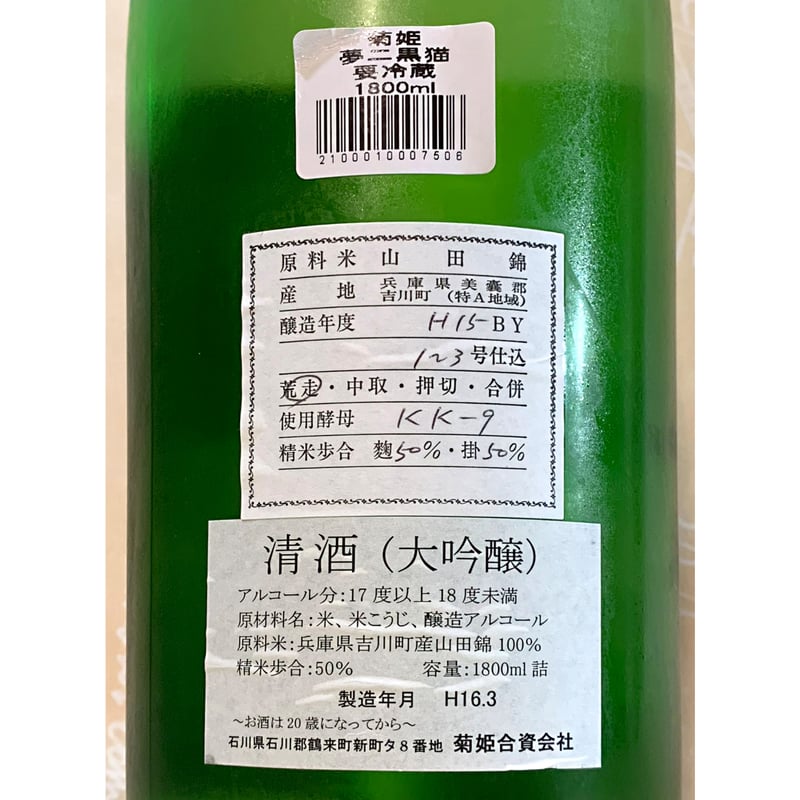 菊姫
夢二黒猫
要冷蔵
1800ml
2100010007506
原料米 山田錦
産地 兵庫県美嚢郡
吉川町 (特A地域)
醸造年度 H15-BY
1~3号仕込
荒走・中取・押切・合併
使用酵母 KK-9
精米歩合 麹50%・掛50%
清酒(大吟醸)
アルコール分:17度以上18度未満
原材料名:米、米こうじ、醸造アルコール
原料米:兵庫県吉川町産山田錦100%
精米歩合:50% 容量:1800ml詰
製造年月 H16.3
~お酒は20歳になってから~
石川県石川郡鶴来町新町タ8番地 菊姫合資会社